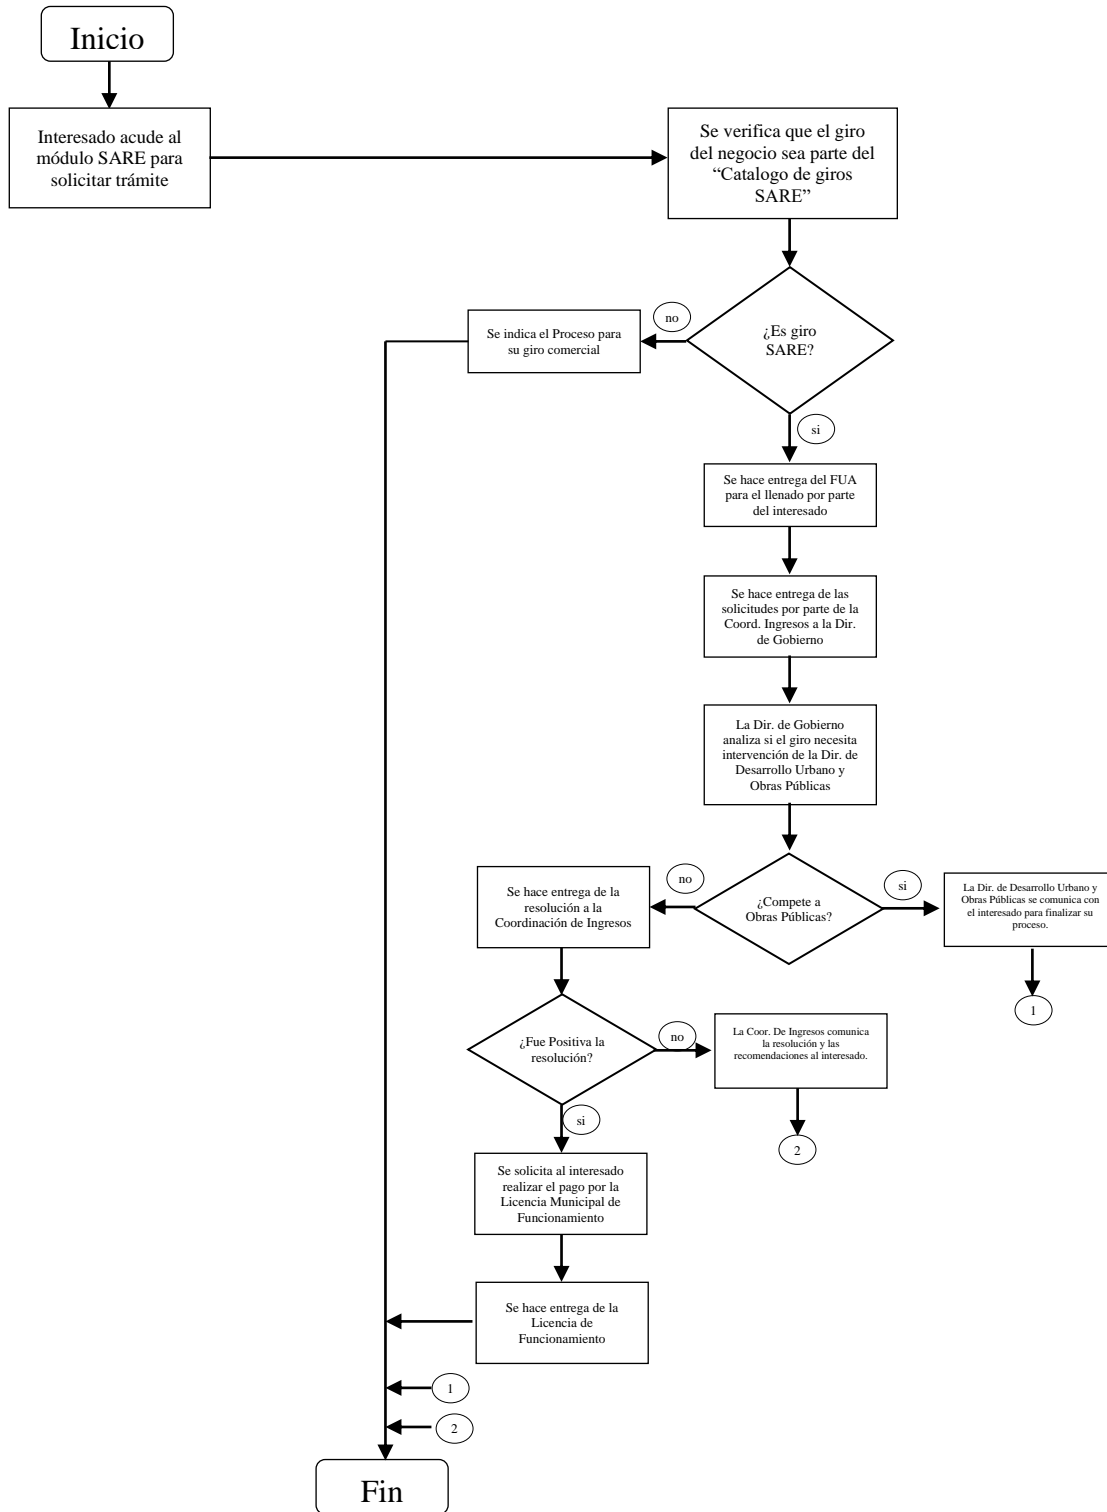 Inicio
Interesado acude al
módulo SARE para
solicitar trámite
Se verifica que el giro
del negocio sea parte del
“Catalogo de giros
SARE”
¿Es giro
SARE?
no
Se indica el Proceso para
su giro comercial
si
Se hace entrega del FUA
para el llenado por parte
del interesado
Se hace entrega de las
solicitudes por parte de la
Coord. Ingresos a la Dir.
de Gobierno
La Dir. de Gobierno
analiza si el giro necesita
intervención de la Dir. de
Desarrollo Urbano y
Obras Públicas
¿Compete a
Obras Públicas?
no
si
Se hace entrega de la
resolución a la
Coordinación de Ingresos
La Dir. de Desarrollo Urbano y
Obras Públicas se comunica con
el interesado para finalizar su
proceso.
1
¿Fue Positiva la
resolución?
no
La Coor. De Ingresos comunica
la resolución y las
recomendaciones al interesado.
2
si
Se solicita al interesado
realizar el pago por la
Licencia Municipal de
Funcionamiento
Se hace entrega de la
Licencia de
Funcionamiento
1
2
Fin